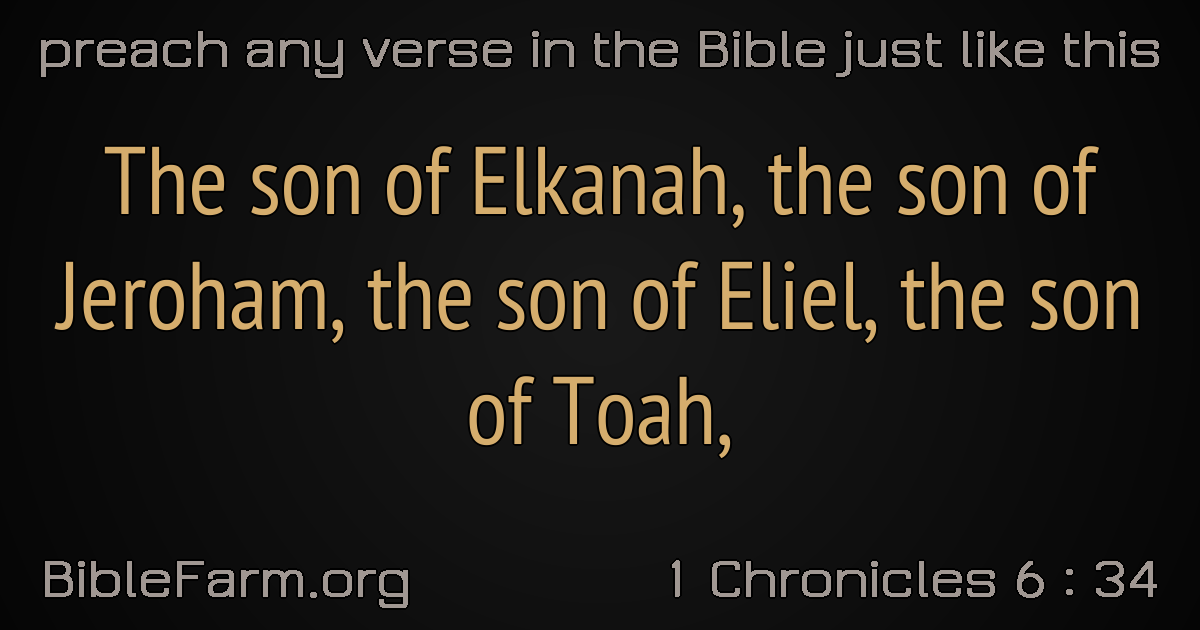 preach any verse in the Bible just like this
The son of Elkanah, the son of
Jeroham, the son of Eliel, the son
of Toah,
BibleFarm.org
1 Chronicles 6 : 34